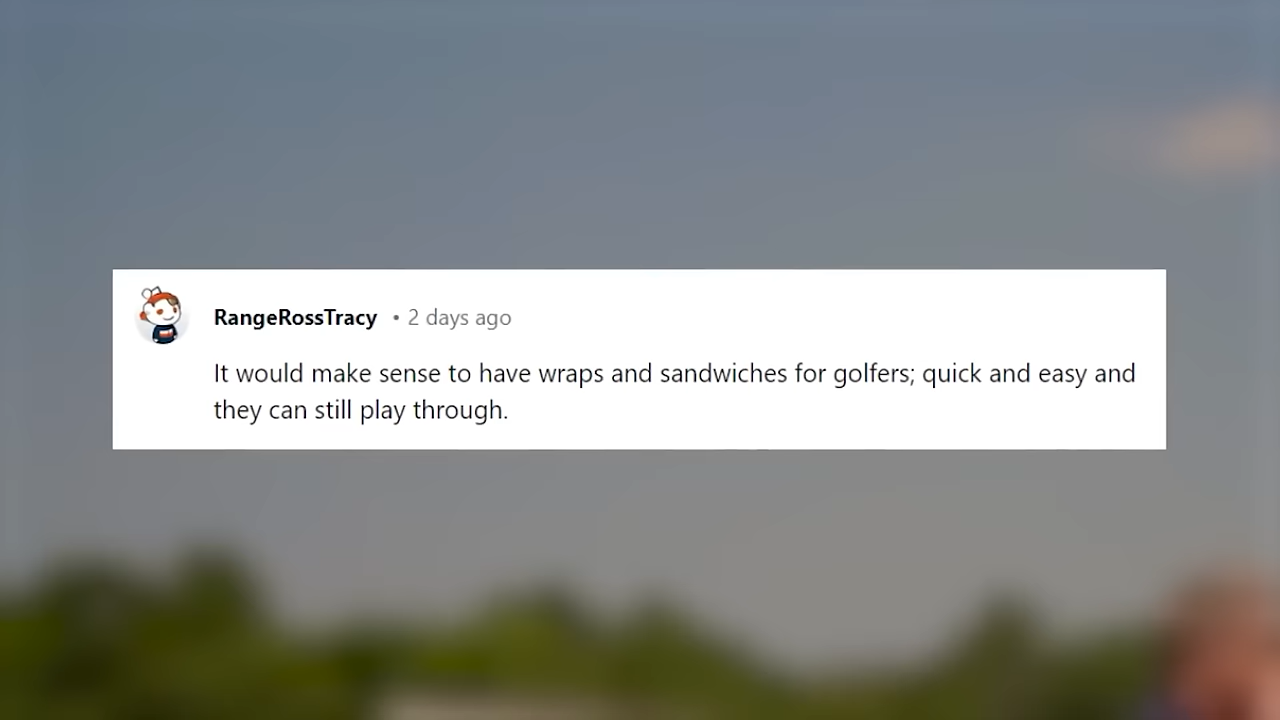 RangeRossTracy • 2 days ago
It would make sense to have wraps and sandwiches for golfers; quick and easy and
they can still play through.